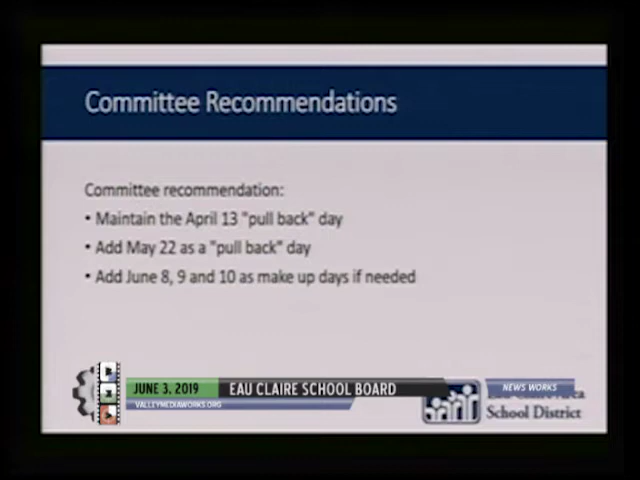 Committee Recommendations
Committee recommendation:
• Maintain the April 13 "pull back" day
• Add May 22 as a "pull back" day
• Add June 8, 9 and 10 as make up days if needed
JUNE 3, 2019
EAU CLAIRE SCHOOL BOARD
NEWS WORKS
VALLEYMEDIAWORKS.ORG
School District